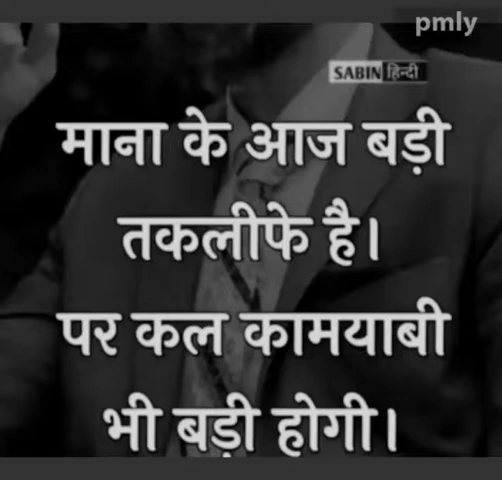 pmly
SABIN हिन्दी
माना के आज बड़ी
तकलीफे है।
पर कल कामयाबी
भी बड़ी होगी।